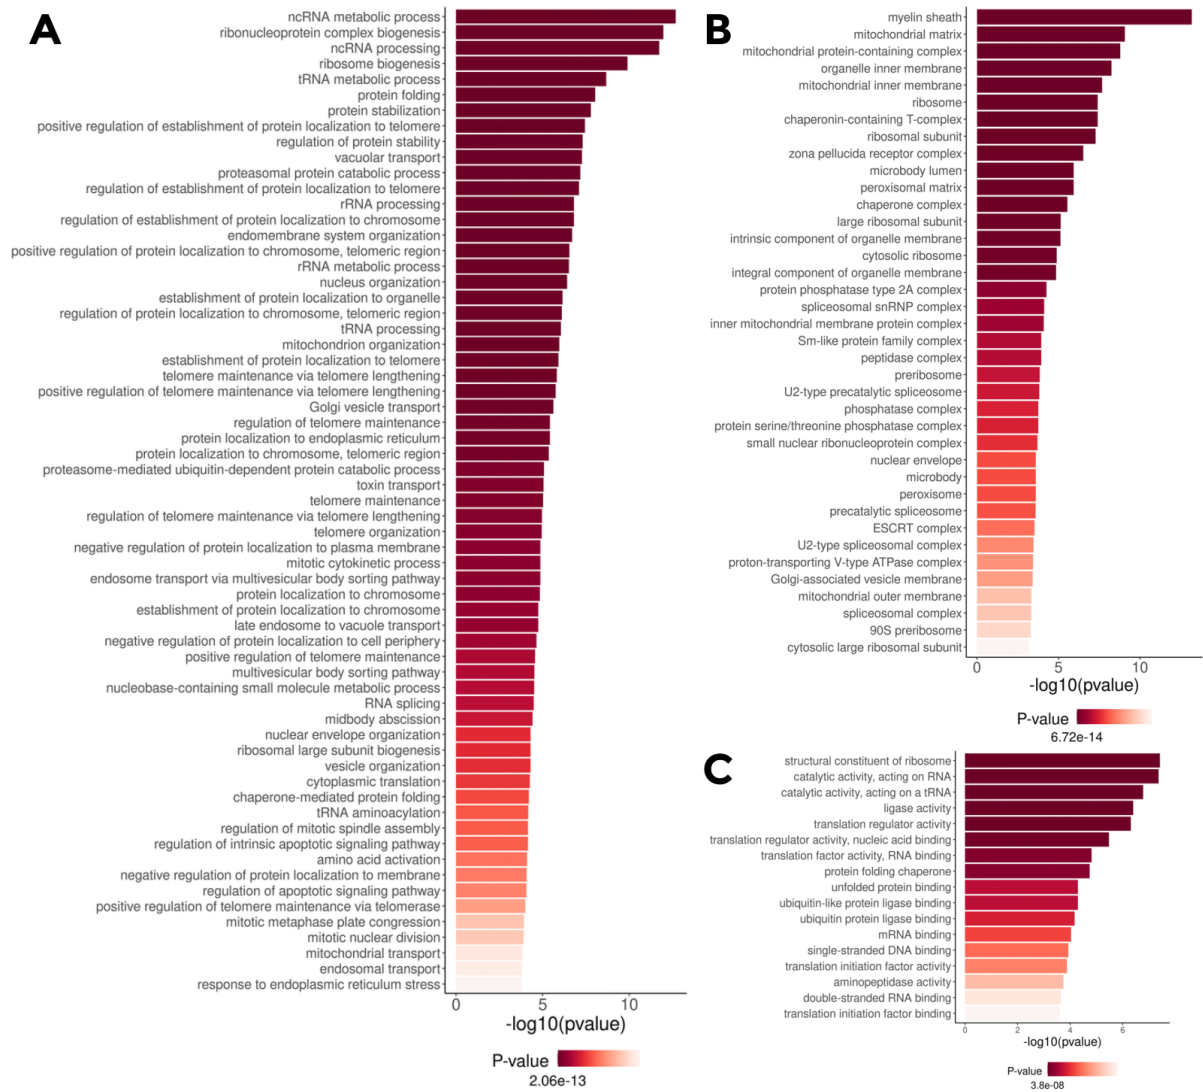 A
ncRNA metabolic process
ribonucleoprotein complex biogenesis
ncRNA processing
ribosome biogenesis
tRNA metabolic process
protein folding
protein stabilization
positive regulation of establishment of protein localization to telomere
regulation of protein stability
vacuolar transport
proteasomal protein catabolic process
regulation of establishment of protein localization to telomere
rRNA processing
regulation of establishment of protein localization to chromosome
endomembrane system organization
positive regulation of protein localization to chromosome, telomeric region
rRNA metabolic process
nucleus organization
establishment of protein localization to organelle
regulation of protein localization to chromosome, telomeric region
tRNA processing
mitochondrion organization
establishment of protein localization to telomere
telomere maintenance via telomere lengthening
positive regulation of telomere maintenance via telomere lengthening
Golgi vesicle transport
regulation of telomere maintenance
protein localization to endoplasmic reticulum
protein localization to chromosome, telomeric region
proteasome-mediated ubiquitin-dependent protein catabolic process
toxin transport
telomere maintenance
regulation of telomere maintenance via telomere lengthening
telomere organization
negative regulation of protein localization to plasma membrane
mitotic cytokinetic process
endosome transport via multivesicular body sorting pathway
protein localization to chromosome
establishment of protein localization to chromosome
late endosome to vacuole transport
negative regulation of protein localization to cell periphery
positive regulation of telomere maintenance
multivesicular body sorting pathway
nucleobase-containing small molecule metabolic process
RNA splicing
midbody abscission
nuclear envelope organization
ribosomal large subunit biogenesis
vesicle organization
cytoplasmic translation
chaperone-mediated protein folding
tRNA aminoacylation
regulation of mitotic spindle assembly
regulation of intrinsic apoptotic signaling pathway
amino acid activation
negative regulation of protein localization to membrane
regulation of apoptotic signaling pathway
positive regulation of telomere maintenance via telomerase
mitotic metaphase plate congression
mitotic nuclear division
mitochondrial transport
endosomal transport
response to endoplasmic reticulum stress
0 5 10
-log10(pvalue)
P-value
2.06e-13
B
myelin sheath
mitochondrial matrix
mitochondrial protein-containing complex
organelle inner membrane
mitochondrial inner membrane
ribosome
chaperonin-containing T-complex
ribosomal subunit
zona pellucida receptor complex
microbody lumen
peroxisomal matrix
chaperone complex
large ribosomal subunit
intrinsic component of organelle membrane
cytosolic ribosome
integral component of organelle membrane
protein phosphatase type 2A complex
spliceosomal snRNP complex
inner mitochondrial membrane protein complex
Sm-like protein family complex
peptidase complex
preribosome
U2-type precatalytic spliceosome
phosphatase complex
protein serine/threonine phosphatase complex
small nuclear ribonucleoprotein complex
nuclear envelope
microbody
peroxisome
precatalytic spliceosome
ESCRT complex
U2-type spliceosomal complex
proton-transporting V-type ATPase complex
Golgi-associated vesicle membrane
mitochondrial outer membrane
spliceosomal complex
90S preribosome
cytosolic large ribosomal subunit
0 5 10
-log10(pvalue)
P-value
6.72e-14
C
structural constituent of ribosome
catalytic activity, acting on RNA
catalytic activity, acting on a tRNA
ligase activity
translation regulator activity
translation regulator activity, nucleic acid binding
translation factor activity, RNA binding
protein folding chaperone
unfolded protein binding
ubiquitin-like protein ligase binding
ubiquitin protein ligase binding
mRNA binding
single-stranded DNA binding
translation initiation factor activity
aminopeptidase activity
double-stranded RNA binding
translation initiation factor binding
0 2 4 6
-log10(pvalue)
P-value
3.8e-08